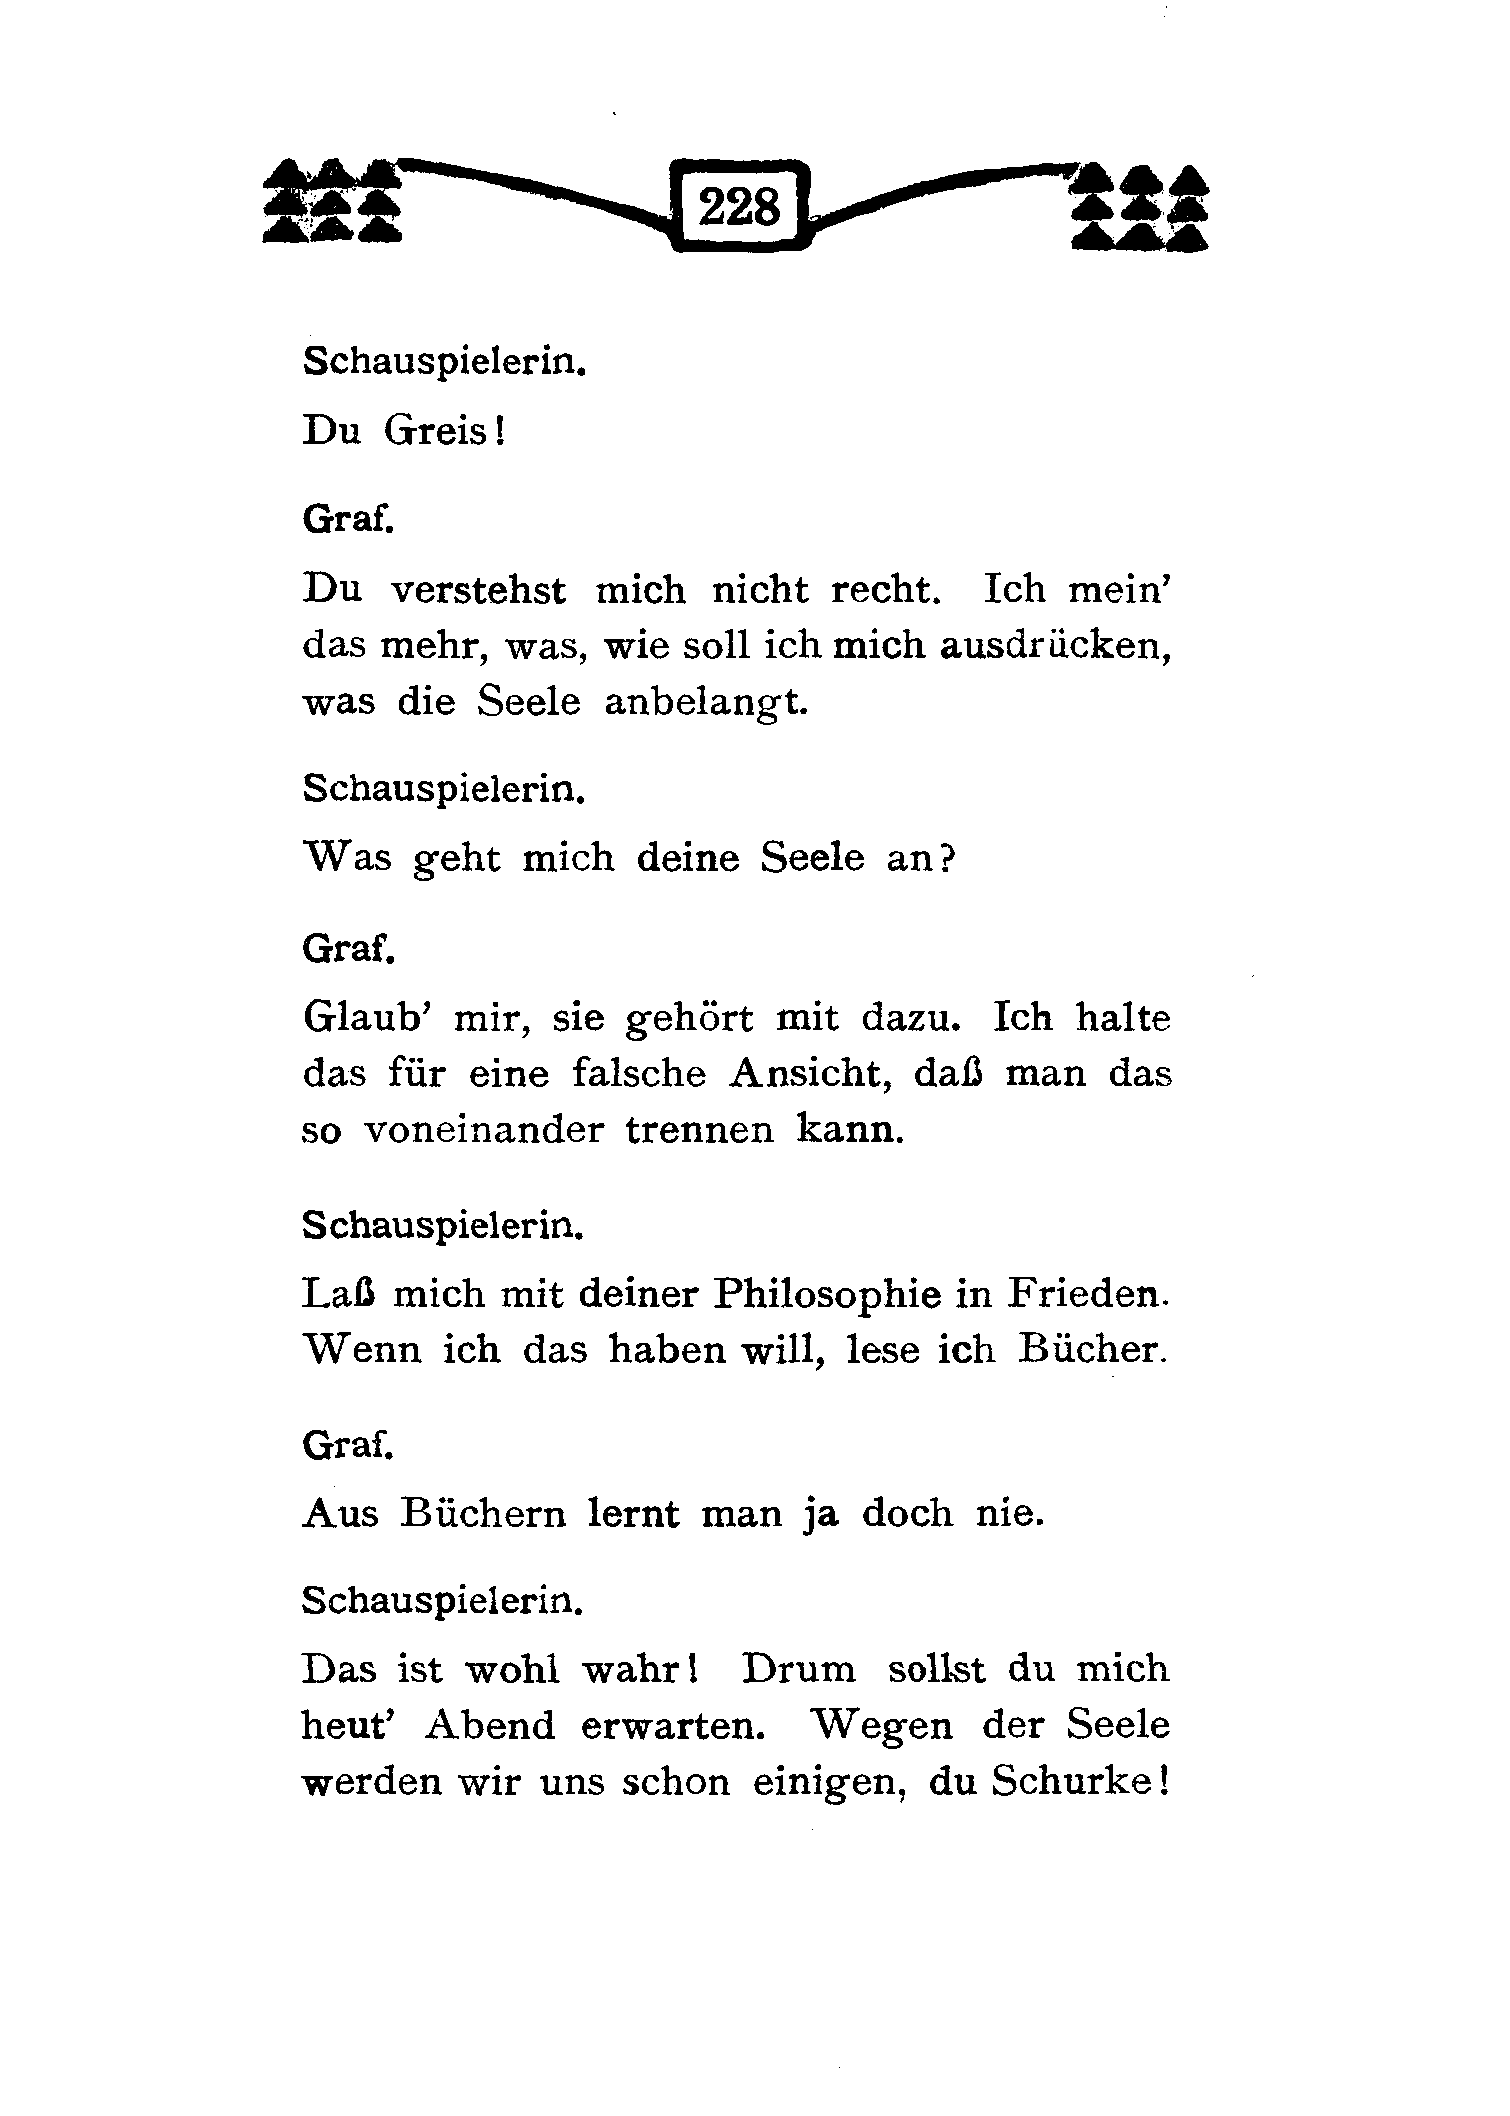 228
Schauspielerin.
Du Greis!
Graf.
Du verstehst mich nicht recht. Ich mein’
das mehr, was, wie soll ich mich ausdrücken,
was die Seele anbelangt.
Schauspielerin.
Was geht mich deine Seele an?
Graf.
Glaub’ mir, sie gehört mit dazu. Ich halte
das für eine falsche Ansicht, daß man das
so voneinander trennen kann.
Schauspielerin.
Laß mich mit deiner Philosophie in Frieden.
Wenn ich das haben will, lese ich Bücher.
Graf.
Aus Büchern lernt man ja doch nie.
Schauspielerin.
Das ist wohl wahr! Drum sollst du mich
heut’ Abend erwarten. Wegen der Seele
werden wir uns schon einigen, du Schurke!